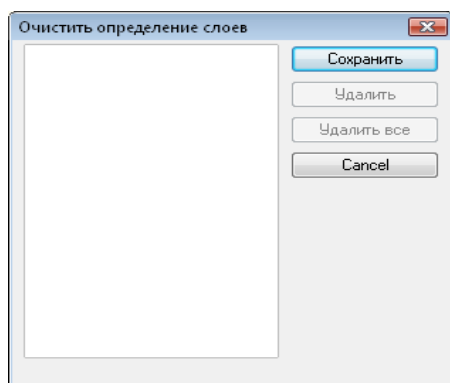 Очистить определение слоев
Сохранить
Удалить
Удалить все
Cancel